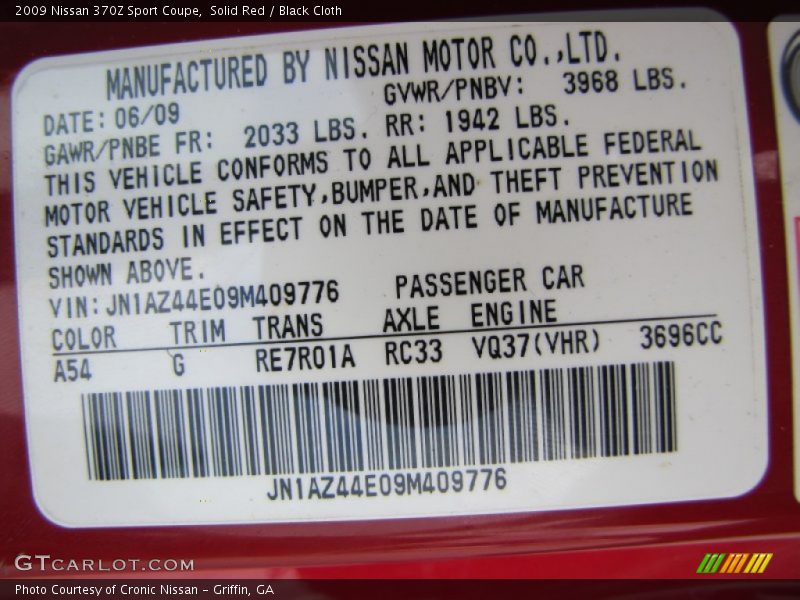 2009 Nissan 370Z Sport Coupe,  Solid Red / Black Cloth
MANUFACTURED BY NISSAN MOTOR CO.,LTD.
DATE: 06/09 GVWR/PNBV: 3968 LBS.
GAWR/PNBE FR: 2033 LBS. RR: 1942 LBS.
THIS VEHICLE CONFORMS TO ALL APPLICABLE FEDERAL
MOTOR VEHICLE SAFETY,BUMPER,AND THEFT PREVENTION
STANDARDS IN EFFECT ON THE DATE OF MANUFACTURE
SHOWN ABOVE.
VIN: JN1AZ44E09M409776 PASSENGER CAR
COLOR TRIM TRANS AXLE ENGINE
A54 G RE7R01A RC33 VQ37(VHR) 3696CC
JN1AZ44E09M409776
GTCARLOT.COM
Photo Courtesy of Cronic Nissan – Griffin, GA